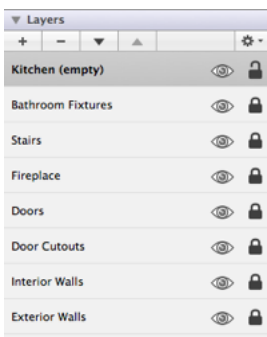 Layers
Kitchen (empty)
Bathroom Fixtures
Stairs
Fireplace
Doors
Door Cutouts
Interior Walls
Exterior Walls